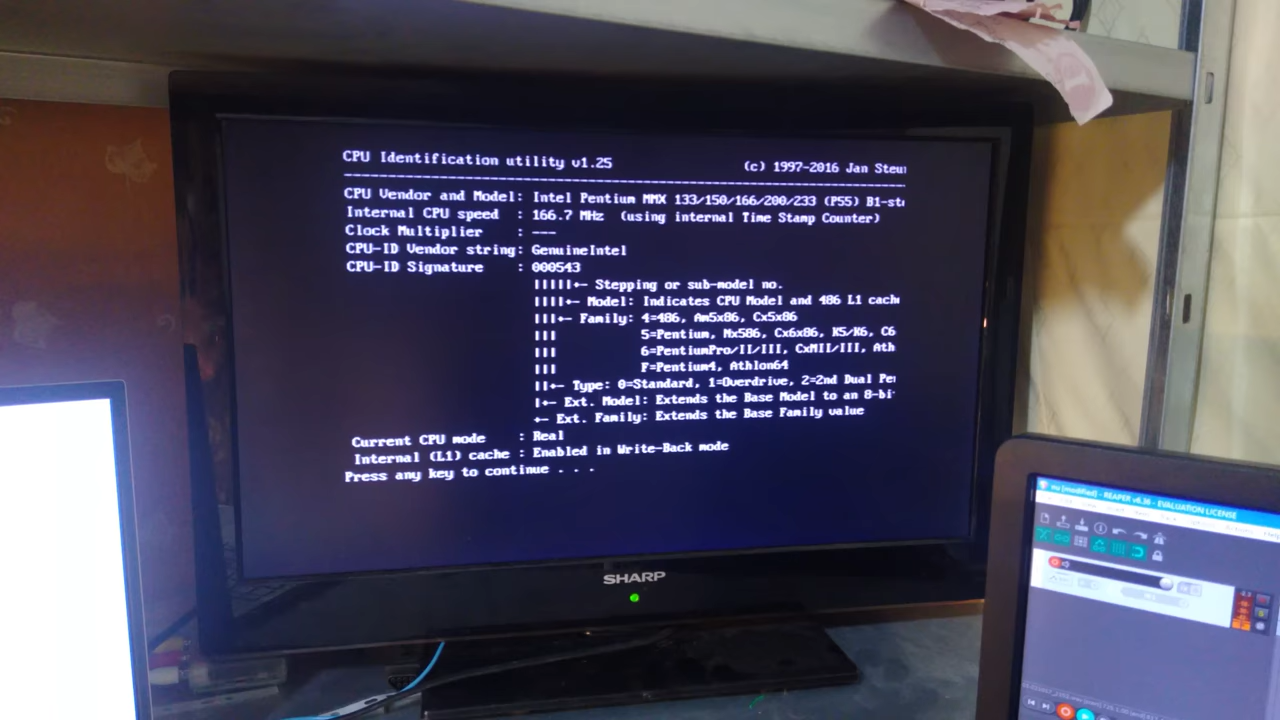 CPU Identification utility v1.25 (c) 1997-2016 Jan Steu
CPU Vendor and Model: Intel Pentium MMX 133/150/166/200/233 (P55) B1-st
Internal CPU speed : 166.7 MHz (using internal Time Stamp Counter)
Clock Multiplier : ---
CPU-ID Vendor string: GenuineIntel
CPU-ID Signature : 000543
||||||+- Stepping or sub-model no.
||||+- Model: Indicates CPU Model and 486 L1 cach
|||+- Family: 4=486, Am5x86, Cx5x86
||| 5=Pentium, Mx586, Cx6x86, K5/K6, C6
||| 6=PentiumPro/II/III, CxMII/III, Ath
||| F=Pentium4, Athlon64
||+- Type: 0=Standard, 1=Overdrive, 2=2nd Dual Pe
|+- Ext. Model: Extends the Base Model to an 8-bi
+- Ext. Family: Extends the Base Family value
Current CPU mode : Real
Internal (L1) cache : Enabled in Write-Back mode
Press any key to continue . . .
SHARP
[modified] - REAPER v6.36 - EVALUATION LICENSE